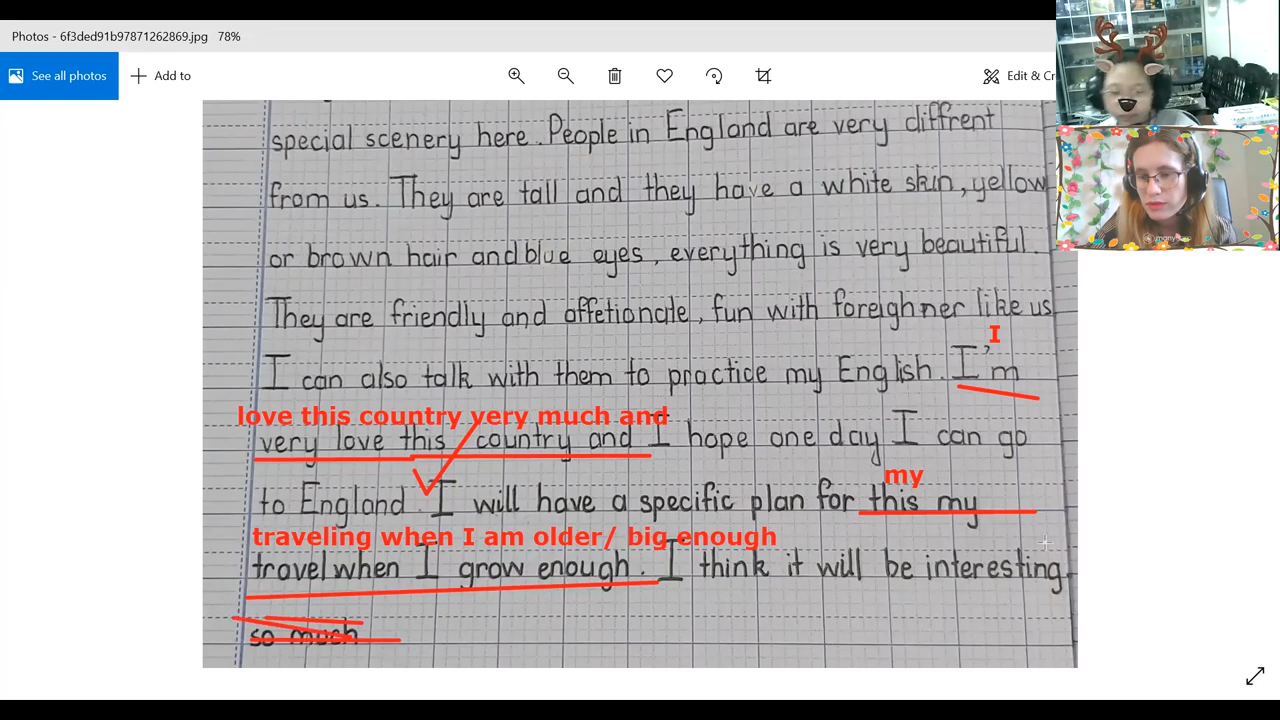 Photos - 6f3ded91b97871262869.jpg 78%
See all photos
Add to
Edit & Cr
special scenery here. People in England are very diffrent
from us. They are tall and they have a white skin, yellow
or brown hair and blue eyes, everything is very beautiful.
They are friendly and affetionate, fun with foreighner like us
I
I can also talk with them to practice my English. I'm
love this country very much and
very love this country and I hope one day I can go
my
to England. I will have a specific plan for this my
traveling when I am older/ big enough
travel when I grow enough. I think it will be interesting
so much
many